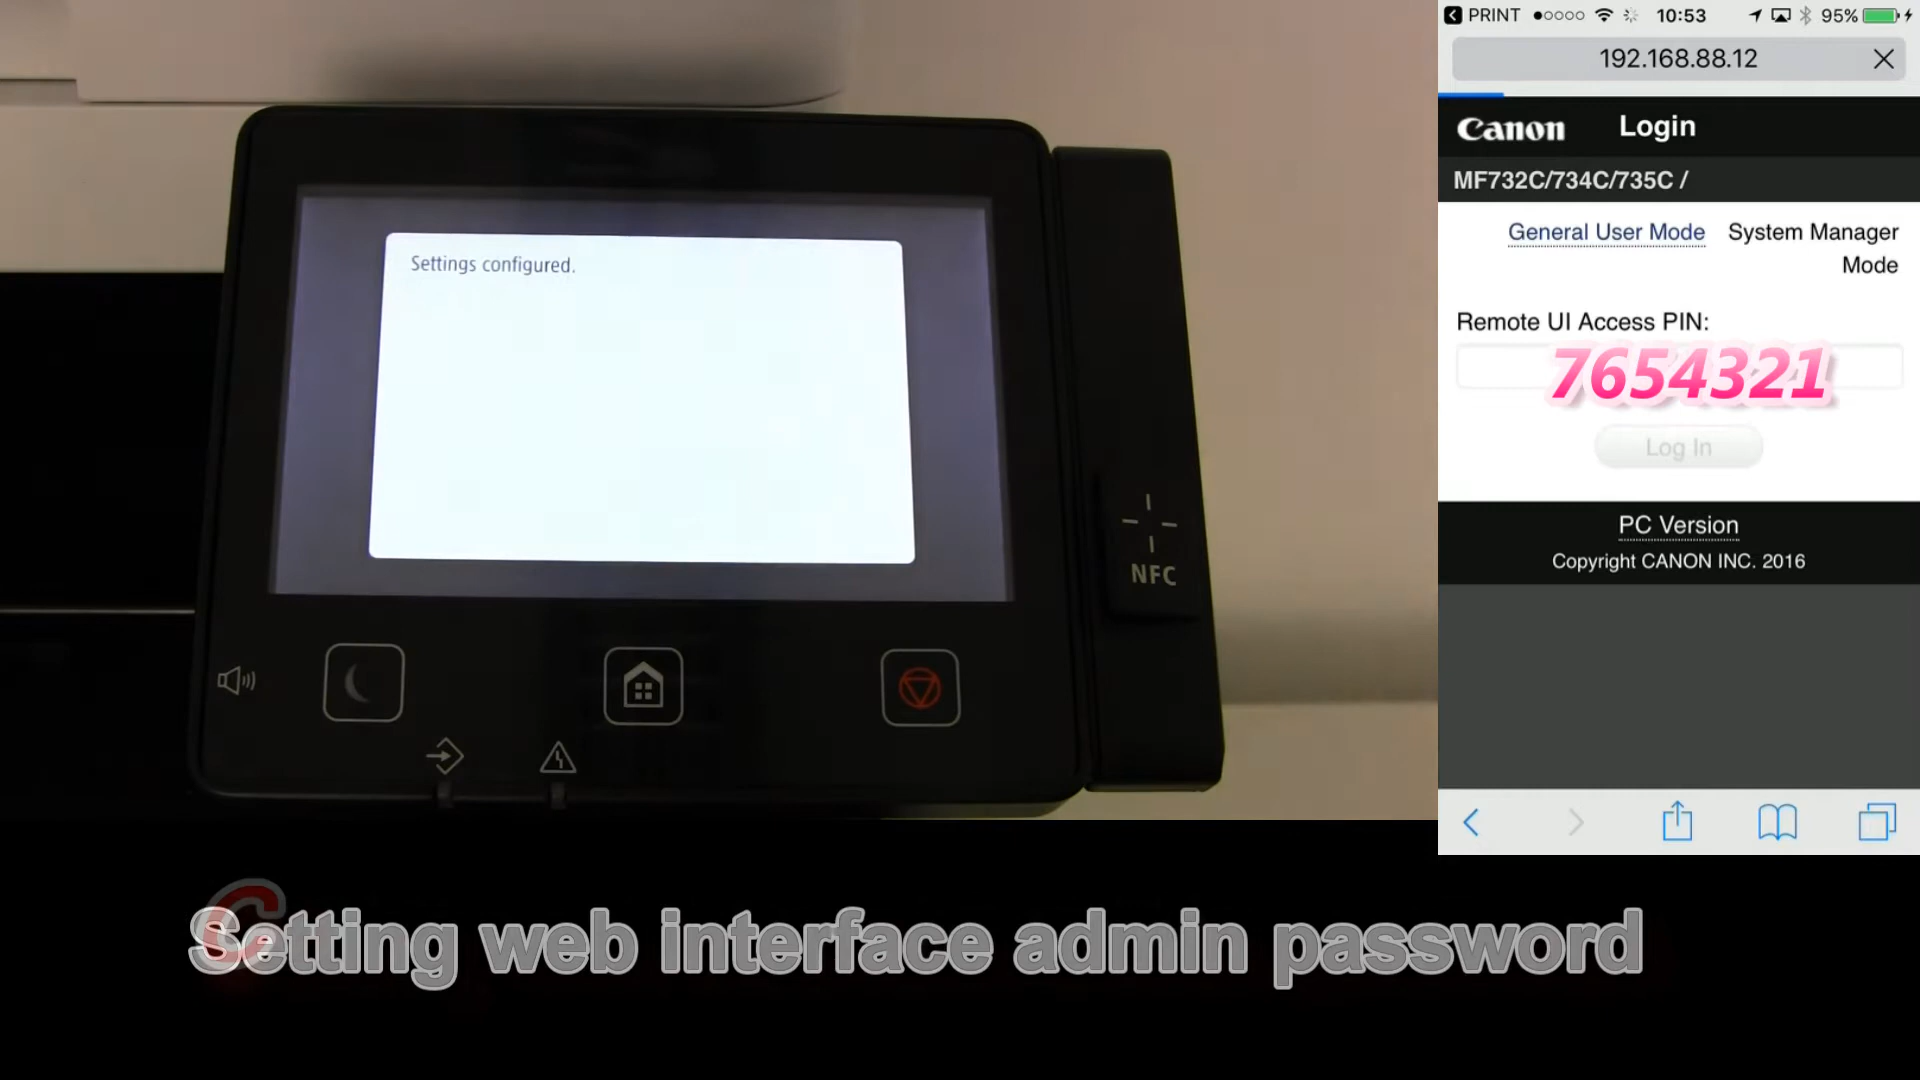 Settings configured.
NFC
PRINT 10:53 95%
192.168.88.12
Canon Login
MF732C/734C/735C /
General User Mode System Manager Mode
Remote UI Access PIN:
7654321
Log In
PC Version
Copyright CANON INC. 2016
Setting web interface admin password